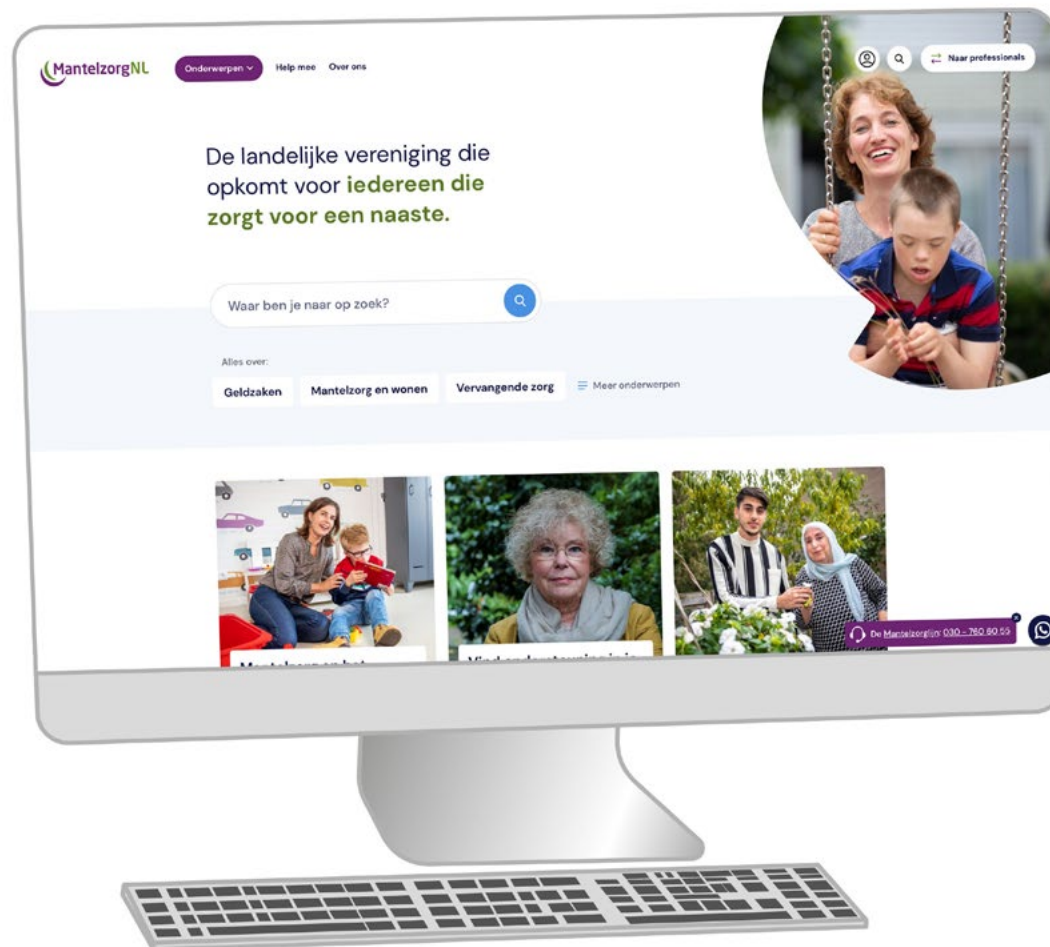 MantelzorgNL
Onderwerpen
Help mee
Over ons
Naar professionals
De landelijke vereniging die
opkomt voor iedereen die
zorgt voor een naaste.
Waar ben je naar op zoek?
Alles over:
Geldzaken
Mantelzorg en wonen
Vervangende zorg
Meer onderwerpen
De Mantelzorglijn: 030 - 760 60 55